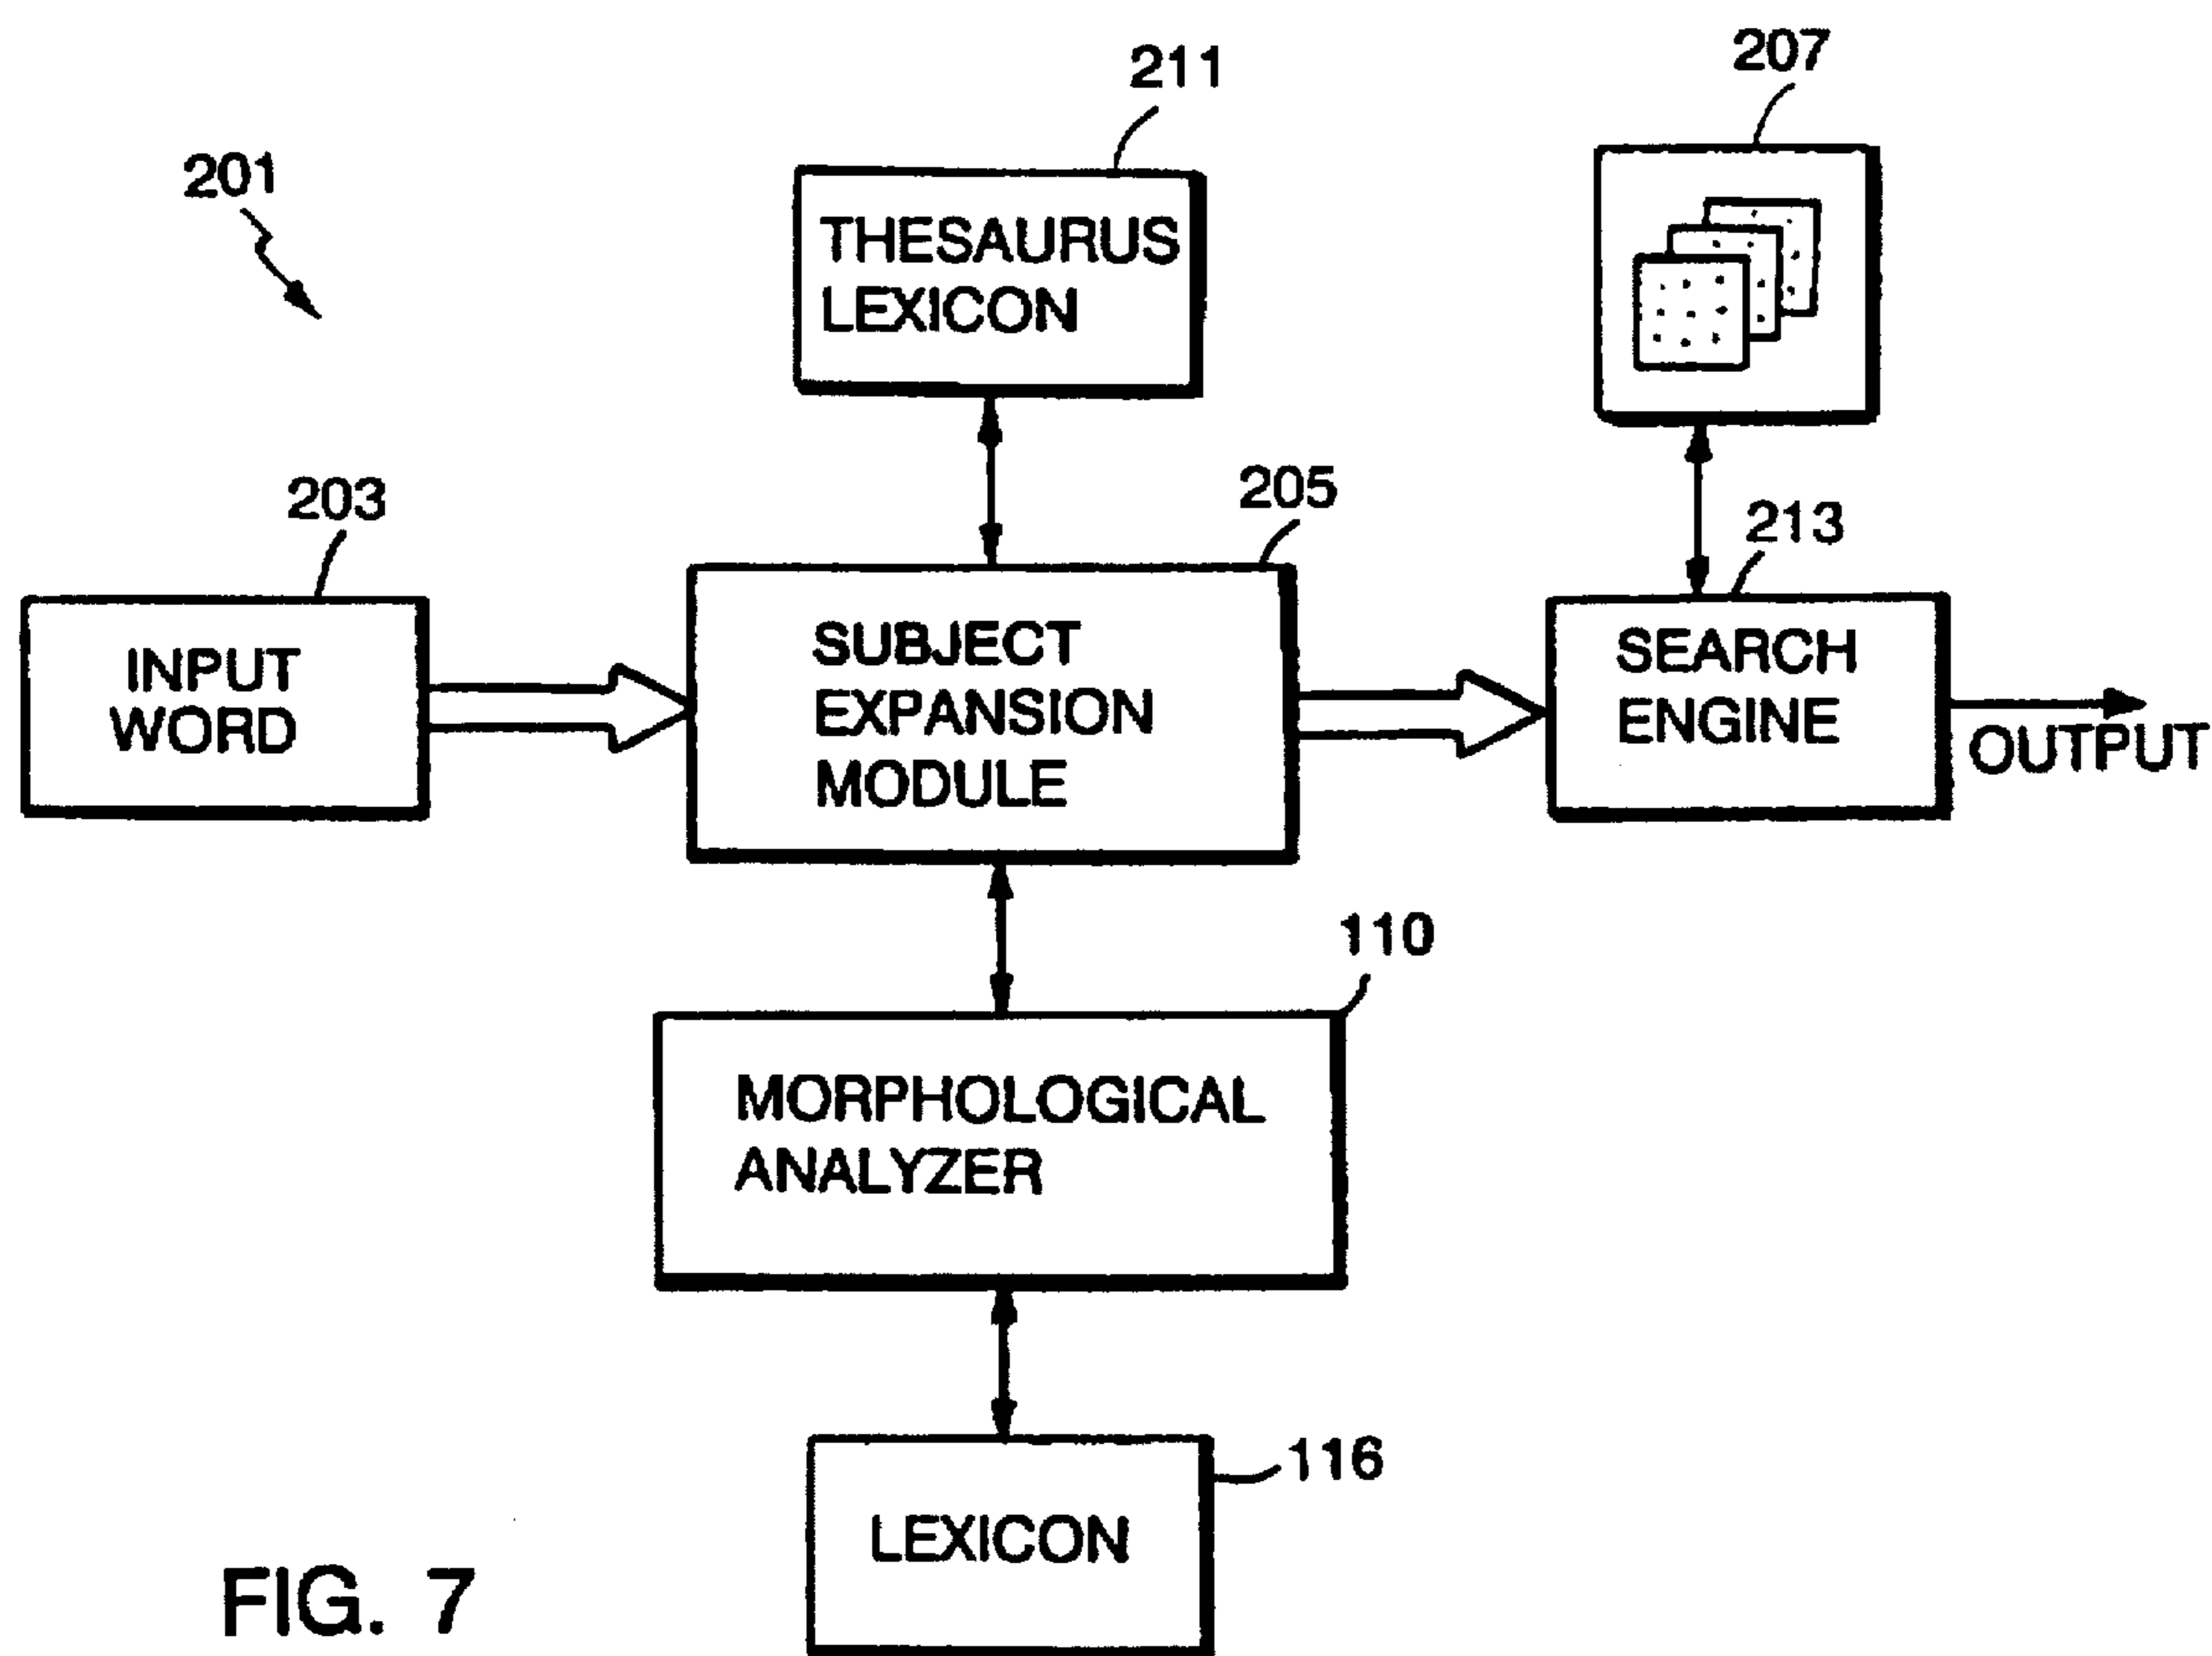 211
207
201
THESAURUS
LEXICON
203
205
213
INPUT
WORD
SUBJECT
EXPANSION
MODULE
SEARCH
ENGINE
OUTPUT
110
MORPHOLOGICAL
ANALYZER
116
LEXICON
FIG. 7